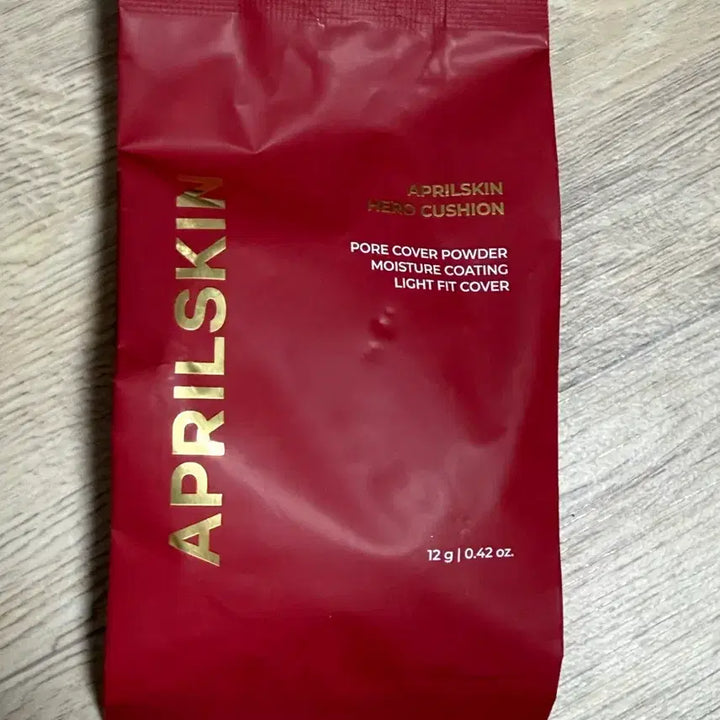 APRILSKIN
APRILSKIN
HERO CUSHION
PORE COVER POWDER
MOISTURE COATING
LIGHT FIT COVER
12 g | 0.42 oz.